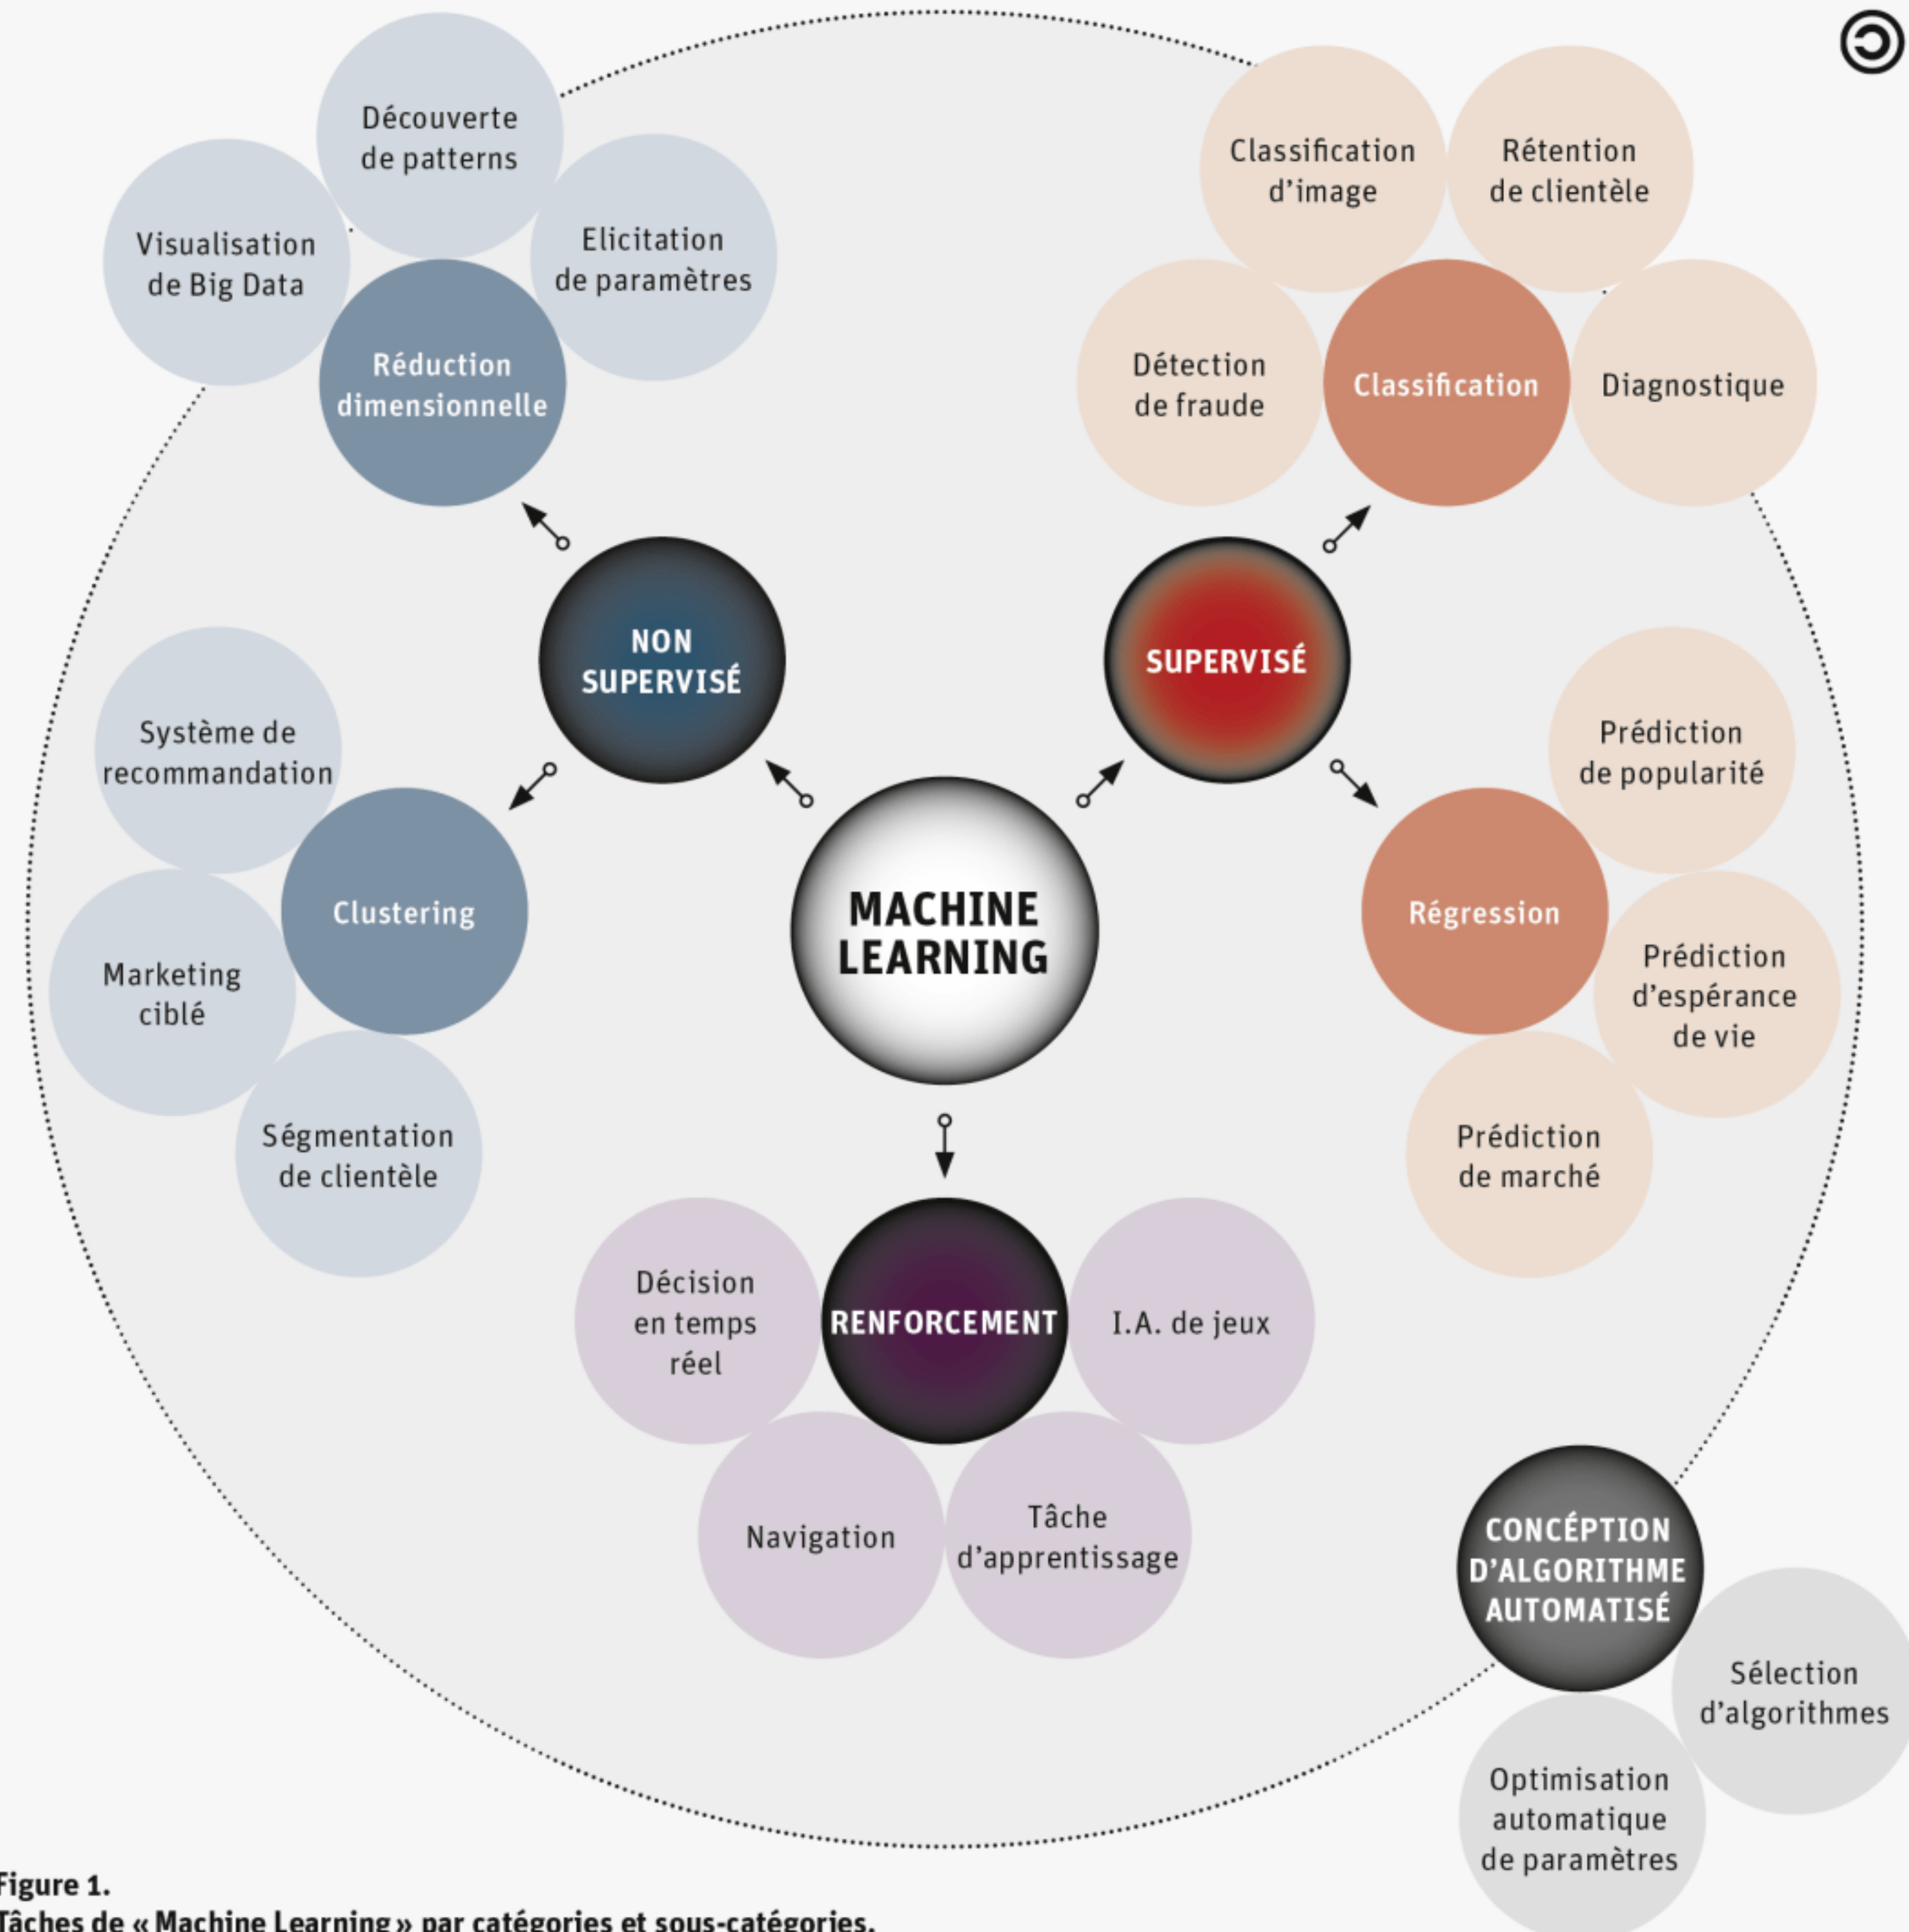 Découverte
de patterns
Visualisation
de Big Data
Elicitation
de paramètres
Réduction
dimensionnelle
Classification
d'image
Rétention
de clientèle
Détection
de fraude
Classification
Diagnostique
NON
SUPERVISÉ
SUPERVISÉ
Système de
recommandation
Clustering
Marketing
ciblé
Ségmentation
de clientèle
MACHINE
LEARNING
Prédiction
de popularité
Régression
Prédiction
d'espérance
de vie
Prédiction
de marché
Décision
en temps
réel
RENFORCEMENT
I.A. de jeux
Navigation
Tâche
d'apprentissage
CONCÉPTION
D'ALGORITHME
AUTOMATISÉ
Sélection
d'algorithmes
Optimisation
automatique
de paramètres
Figure 1.
Tâches de « Machine Learning » par catégories et sous-catégories.